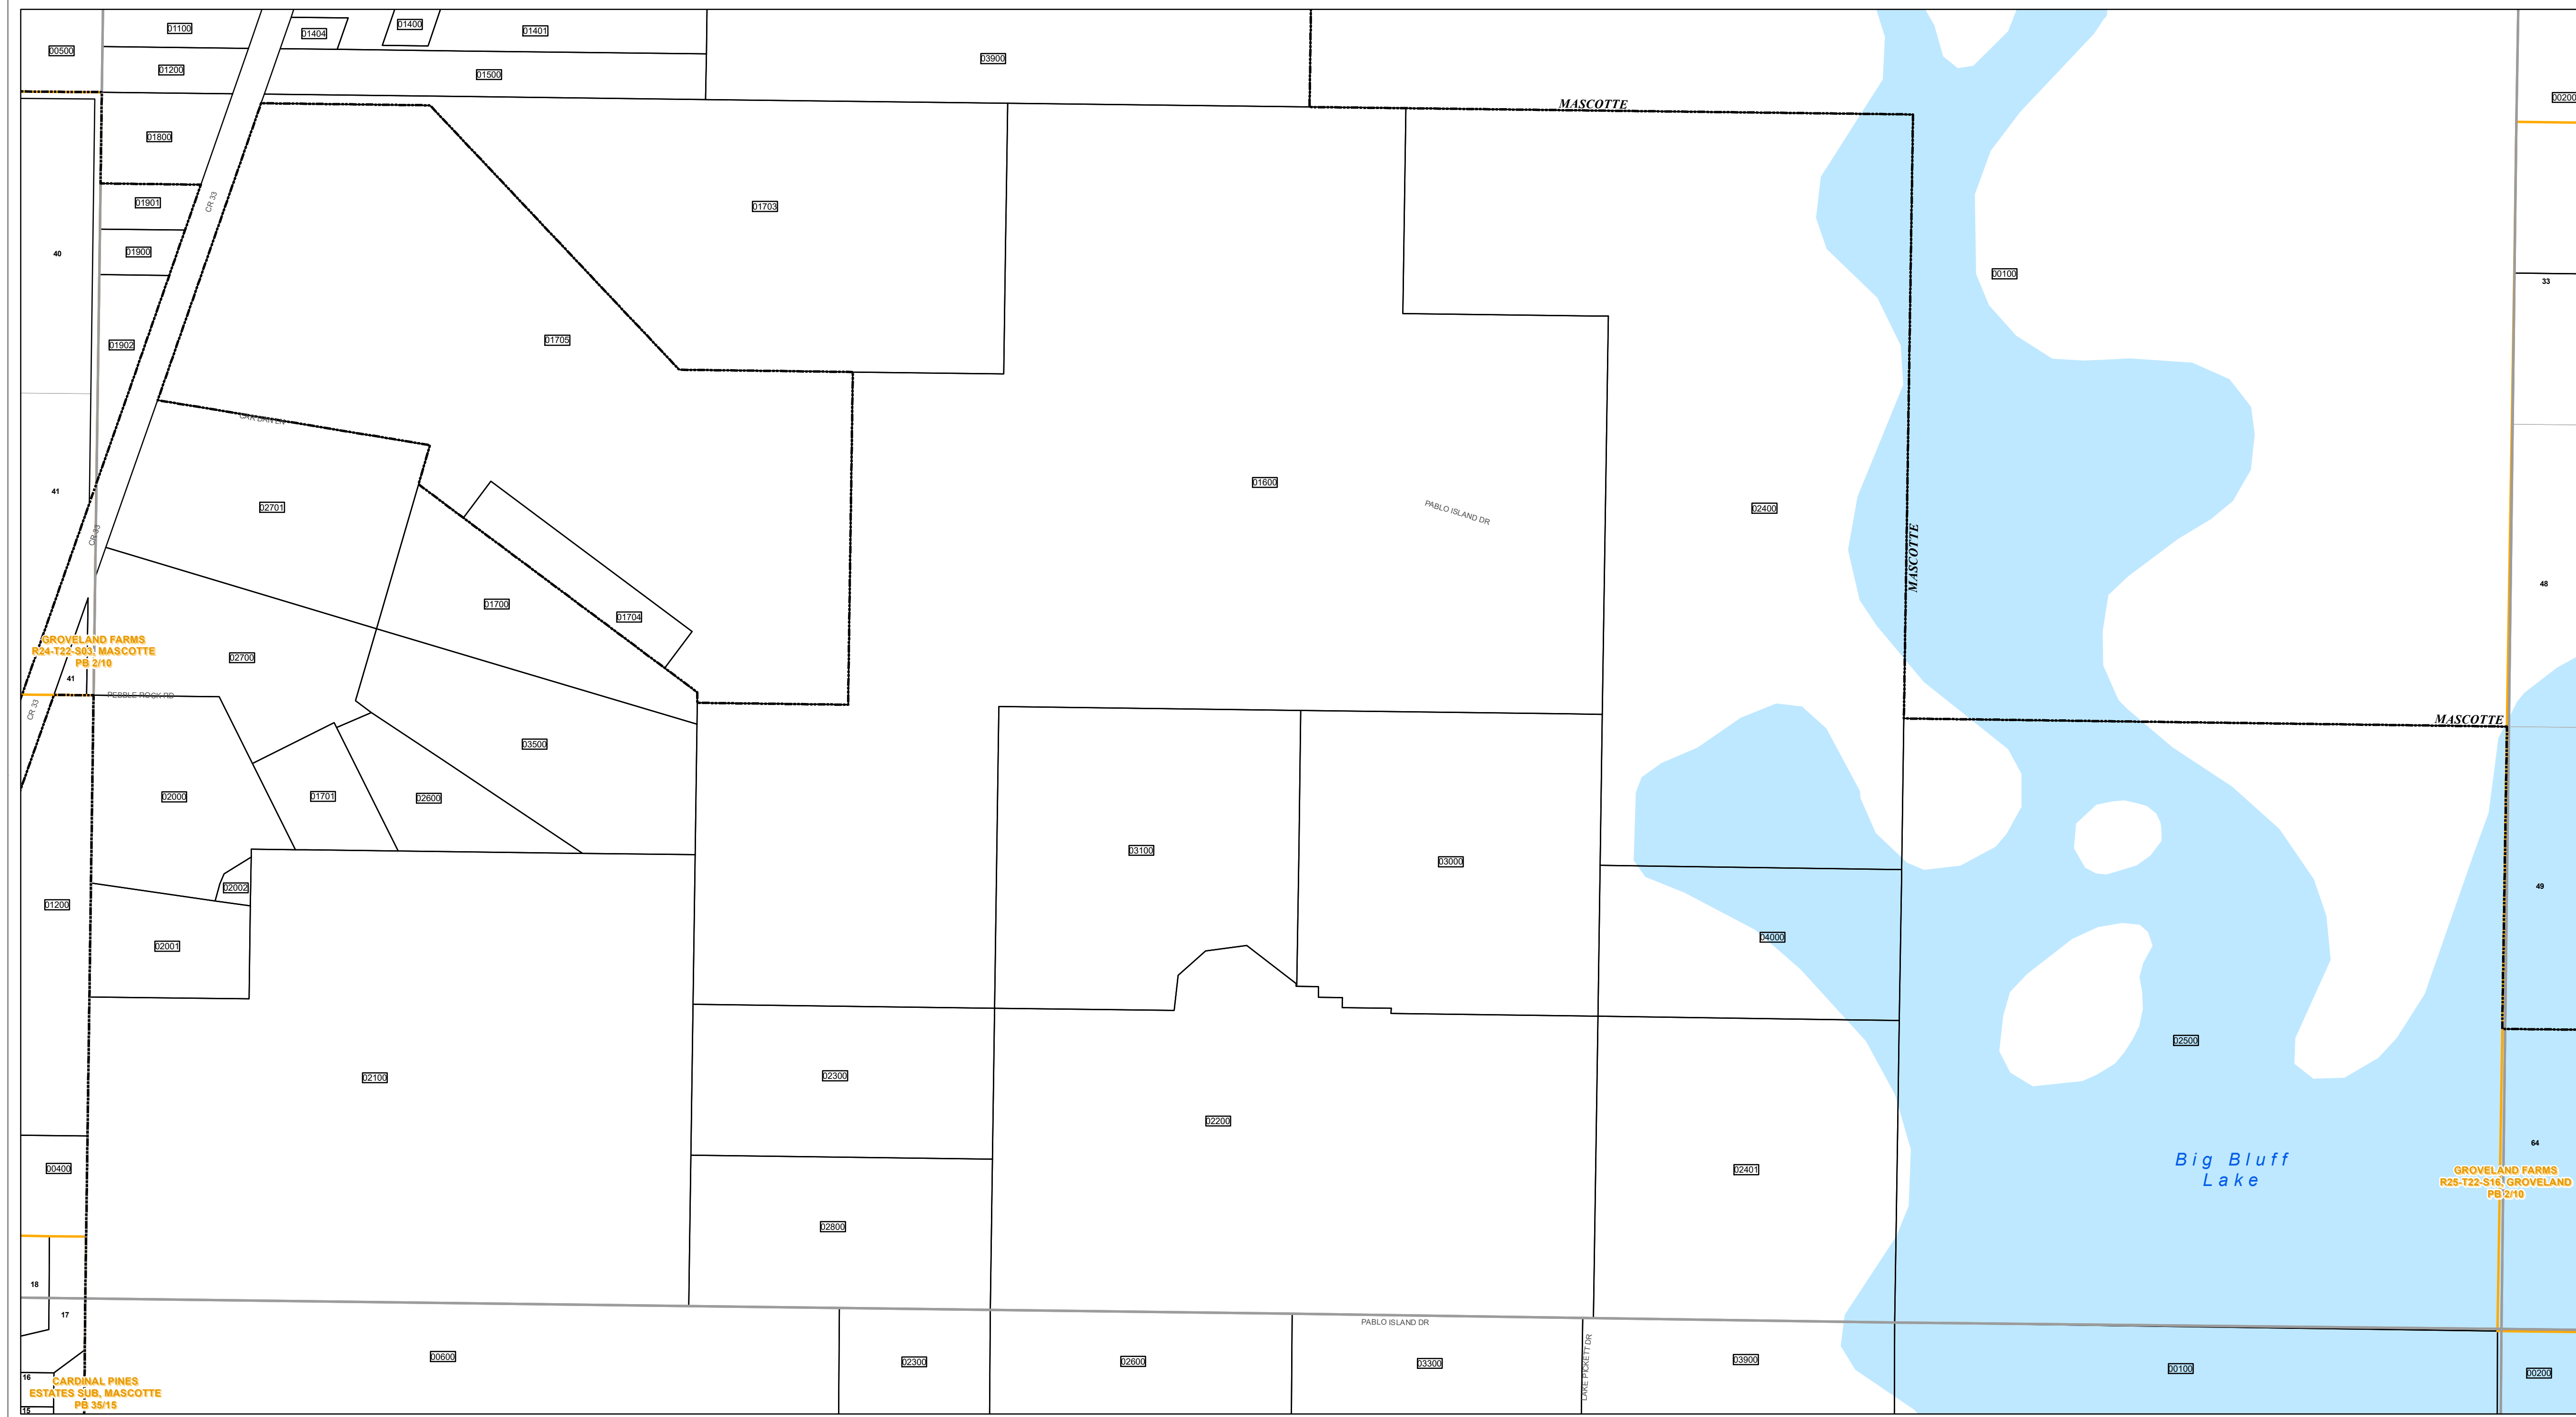 01100
01404
01400
01401
00500
01200
01500
03900
00200
MASCOTTE
01800
01901
CR 33
01703
40
01900
00100
33
01902
01705
01600
02400
41
02701
PABLO ISLAND DR
CR 33
MASCOTTE
48
01700
01704
GROVELAND FARMS
R24-T22-S03, MASCOTTE
PB 2/10
02700
41
PEBBLE ROCK RD
CR 33
MASCOTTE
03500
02000
01701
02600
03100
03000
02002
49
01200
02001
04000
02500
02100
02300
02200
64
00400
02401
Big Bluff
Lake
GROVELAND FARMS
R25-T22-S16, GROVELAND
PB 2/10
02800
18
17
PABLO ISLAND DR
00600
02300
02600
03300
LAKE PICKETT DR
03900
00100
00200
16
CARDINAL PINES
ESTATES SUB, MASCOTTE
PB 35/15
15